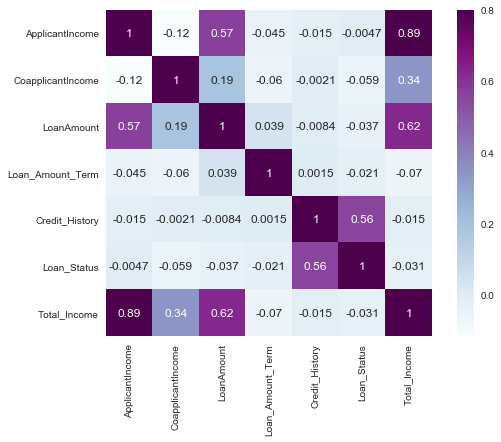 ApplicantIncome 1 -0.12 0.57 -0.045 -0.015 -0.0047 0.89
CoapplicantIncome -0.12 1 0.19 -0.06 -0.0021 -0.059 0.34
LoanAmount 0.57 0.19 1 0.039 -0.0084 -0.037 0.62
Loan_Amount_Term -0.045 -0.06 0.039 1 0.0015 -0.021 -0.07
Credit_History -0.015 -0.0021 -0.0084 0.0015 1 0.56 -0.015
Loan_Status -0.0047 -0.059 -0.037 -0.021 0.56 1 -0.031
Total_Income 0.89 0.34 0.62 -0.07 -0.015 -0.031 1
ApplicantIncome
CoapplicantIncome
LoanAmount
Loan_Amount_Term
Credit_History
Loan_Status
Total_Income
0.8
0.6
0.4
0.2
0.0